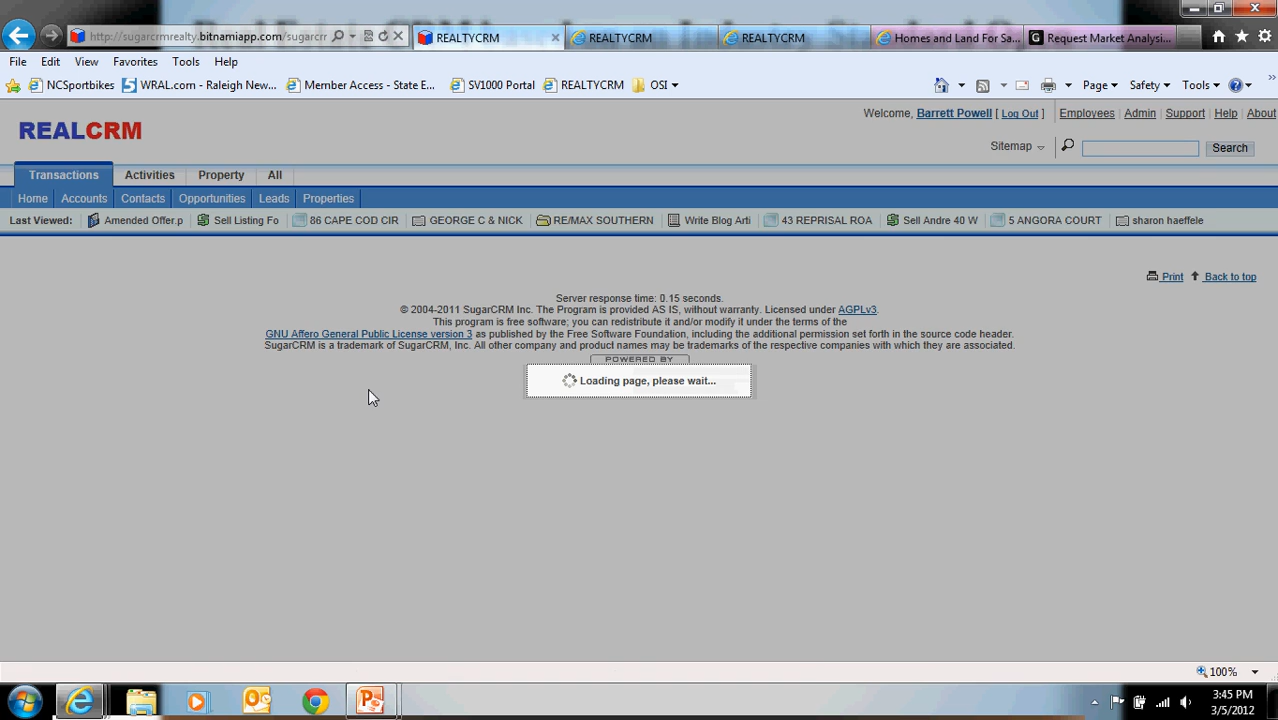 http://sugarcrmrealty.bitnamiapp.com/sugarcrr REALTYCRM REALTYCRM REALTYCRM Homes and Land For Sa... Request Market Analysi...
File Edit View Favorites Tools Help
NCSportbikes WRAL.com - Raleigh New... Member Access - State E... SV1000 Portal REALTYCRM OSI Page Safety Tools
Welcome, Barrett Powell [ Log Out ] Employees Admin Support Help About
REALCRM
Sitemap Search
Transactions Activities Property All
Home Accounts Contacts Opportunities Leads Properties
Last Viewed: Amended Offer.p Sell Listing Fo 86 CAPE COD CIR GEORGE C & NICK RE/MAX SOUTHERN Write Blog Arti 43 REPRISAL ROA Sell Andre 40 W 5 ANGORA COURT sharon haeffele
Print Back to top
Server response time: 0.15 seconds.
© 2004-2011 SugarCRM Inc. The Program is provided AS IS, without warranty. Licensed under AGPLv3.
This program is free software; you can redistribute it and/or modify it under the terms of the
GNU Affero General Public License version 3 as published by the Free Software Foundation, including the additional permission set forth in the source code header.
SugarCRM is a trademark of SugarCRM, Inc. All other company and product names may be trademarks of the respective companies with which they are associated.
POWERED BY
Loading page, please wait...
100%
3:45 PM
3/5/2012